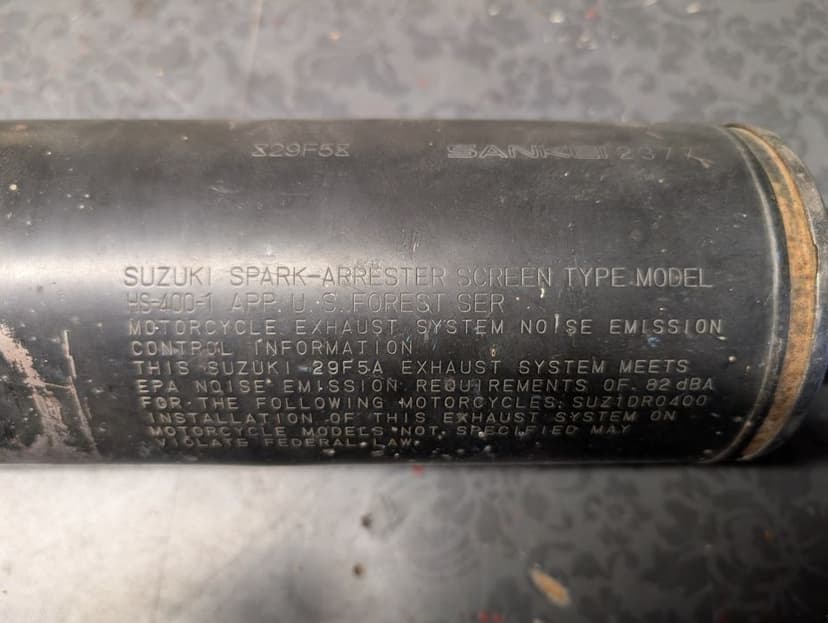 29F5 SANKEI 2377
SUZUKI SPARK-ARRESTER SCREEN TYPE MODEL
HS-400-1 APP. U.S. FOREST SER
MOTORCYCLE EXHAUST SYSTEM NOISE EMISSION
CONTROL INFORMATION
THIS SUZUKI 29F5A EXHAUST SYSTEM MEETS
EPA NOISE EMISSION REQUIREMENTS OF 82 dBA
FOR THE FOLLOWING MOTORCYCLES: SUZ1DR0400
INSTALLATION OF THIS EXHAUST SYSTEM ON
MOTORCYCLE MODELS NOT SPECIFIED MAY
VIOLATE FEDERAL LAW.